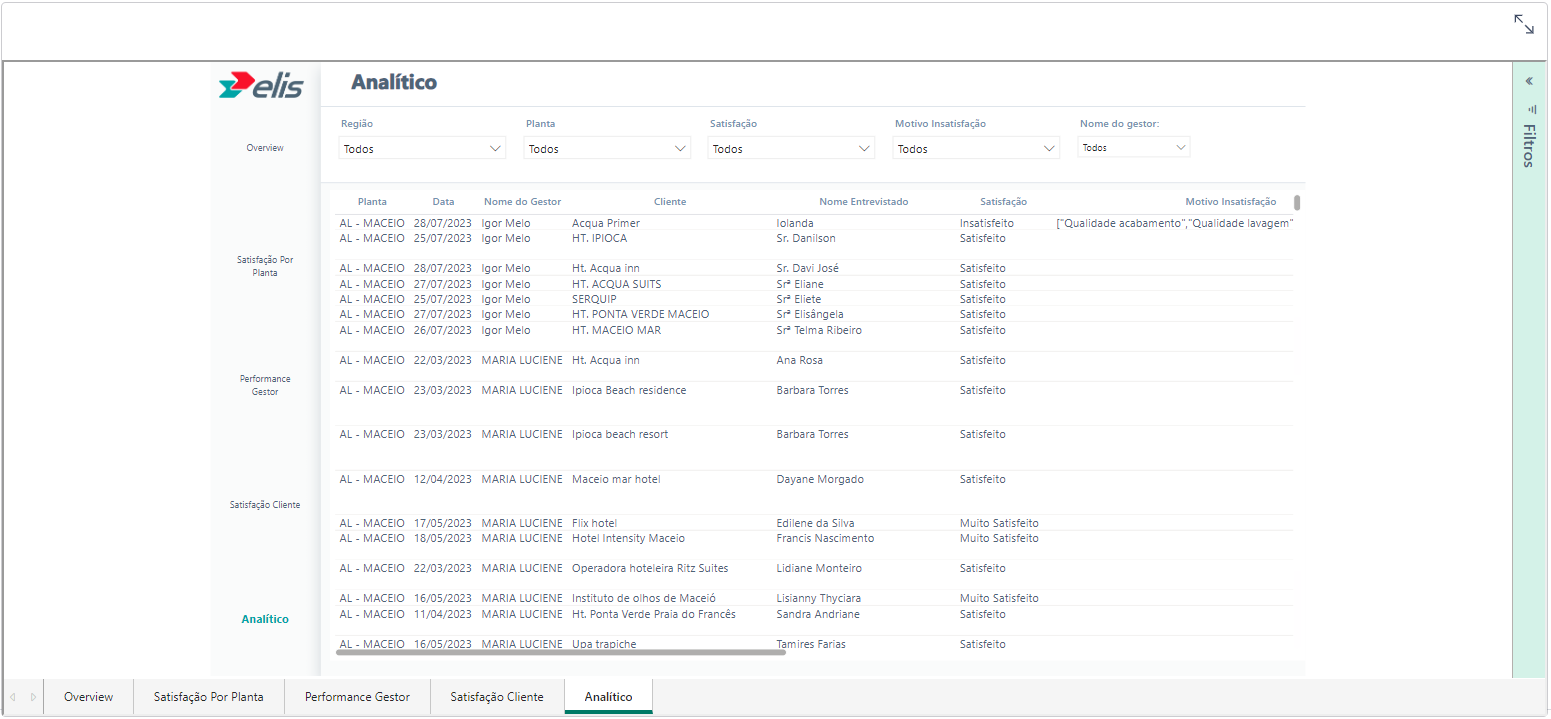 elis
Analítico
Região Planta Satisfação Motivo Insatisfação Nome do gestor:
Todos Todos Todos Todos Todos
Overview
Satisfação Por
Planta
Performance
Gestor
Satisfação Cliente
Analítico
Planta Data Nome do Gestor Cliente Nome Entrevistado Satisfação Motivo Insatisfação
AL - MACEIO 28/07/2023 Igor Melo Acqua Primer Iolanda Insatisfeito ["Qualidade acabamento","Qualidade lavagem"
AL - MACEIO 25/07/2023 Igor Melo HT. IPIOCA Sr. Danilson Satisfeito
AL - MACEIO 28/07/2023 Igor Melo Ht. Acqua inn Sr. Davi José Satisfeito
AL - MACEIO 27/07/2023 Igor Melo HT. ACQUA SUITS Srª Eliane Satisfeito
AL - MACEIO 25/07/2023 Igor Melo SERQUIP Srª Eliete Satisfeito
AL - MACEIO 27/07/2023 Igor Melo HT. PONTA VERDE MACEIO Srª Elisângela Satisfeito
AL - MACEIO 26/07/2023 Igor Melo HT. MACEIO MAR Srª Telma Ribeiro Satisfeito
AL - MACEIO 22/03/2023 MARIA LUCIENE Ht. Acqua inn Ana Rosa Satisfeito
AL - MACEIO 23/03/2023 MARIA LUCIENE Ipioca Beach residence Barbara Torres Satisfeito
AL - MACEIO 23/03/2023 MARIA LUCIENE Ipioca beach resort Barbara Torres Satisfeito
AL - MACEIO 12/04/2023 MARIA LUCIENE Maceio mar hotel Dayane Morgado Satisfeito
AL - MACEIO 17/05/2023 MARIA LUCIENE Flix hotel Edilene da Silva Muito Satisfeito
AL - MACEIO 18/05/2023 MARIA LUCIENE Hotel Intensity Maceio Francis Nascimento Muito Satisfeito
AL - MACEIO 22/03/2023 MARIA LUCIENE Operadora hoteleira Ritz Suites Lidiane Monteiro Satisfeito
AL - MACEIO 16/05/2023 MARIA LUCIENE Instituto de olhos de Maceió Lisianny Thyciara Muito Satisfeito
AL - MACEIO 11/04/2023 MARIA LUCIENE Ht. Ponta Verde Praia do Francês Sandra Andriane Satisfeito
AL - MACEIO 16/05/2023 MARIA LUCIENE Upa trapiche Tamires Farias Satisfeito
Filtros
Overview Satisfação Por Planta Performance Gestor Satisfação Cliente Analítico